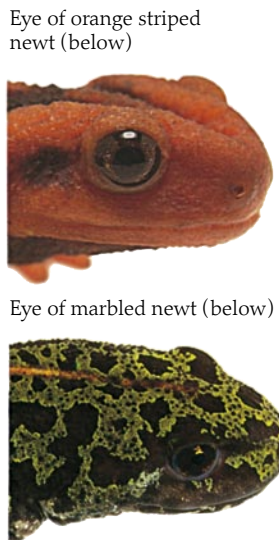 Eye of orange striped
newt (below)
Eye of marbled newt (below)